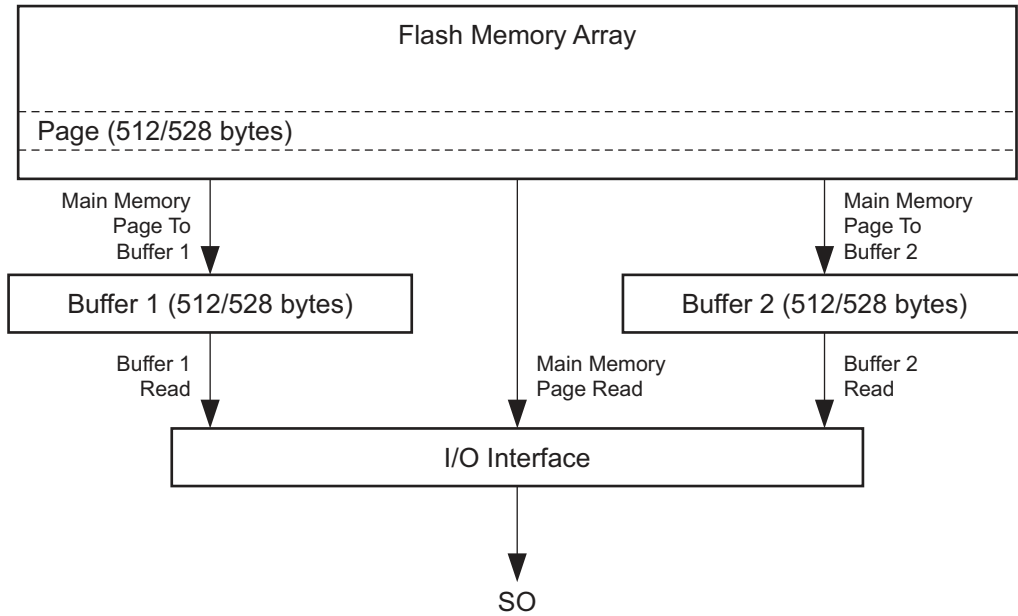 Flash Memory Array
Page (512/528 bytes)
Main Memory
Page To
Buffer 1
Main Memory
Page To
Buffer 2
Buffer 1 (512/528 bytes)
Buffer 2 (512/528 bytes)
Buffer 1
Read
Main Memory
Page Read
Buffer 2
Read
I/O Interface
SO